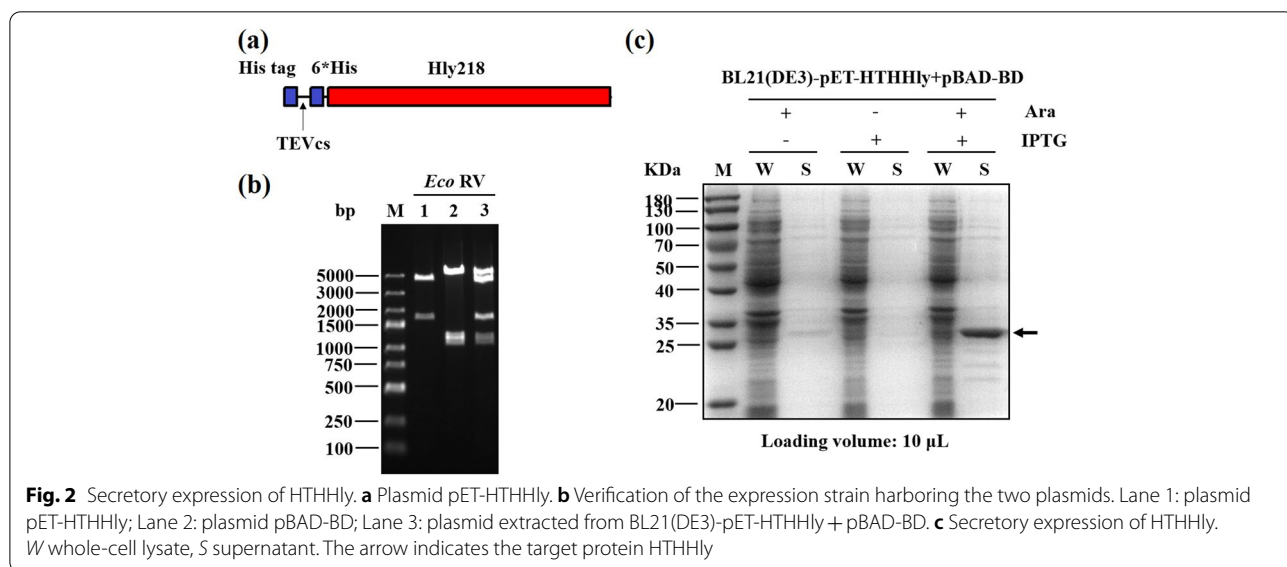 (a)
His tag 6*His Hly218
TEVcs
(b)
Eco RV
bp M 1 2 3
5000
3000
2000
1500
1000
750
500
250
100
(c)
BL21(DE3)-pET-HTHHly+pBAD-BD
+ - + Ara
- + + IPTG
KDa M W S W S W S
180
130
100
70
50
40
35
25
20
Loading volume: 10 µL
Fig. 2 Secretory expression of HTHHly. a Plasmid pET-HTHHly. b Verification of the expression strain harboring the two plasmids. Lane 1: plasmid
pET-HTHHly; Lane 2: plasmid pBAD-BD; Lane 3: plasmid extracted from BL21(DE3)-pET-HTHHly + pBAD-BD. c Secretory expression of HTHHly.
W whole-cell lysate, S supernatant. The arrow indicates the target protein HTHHly